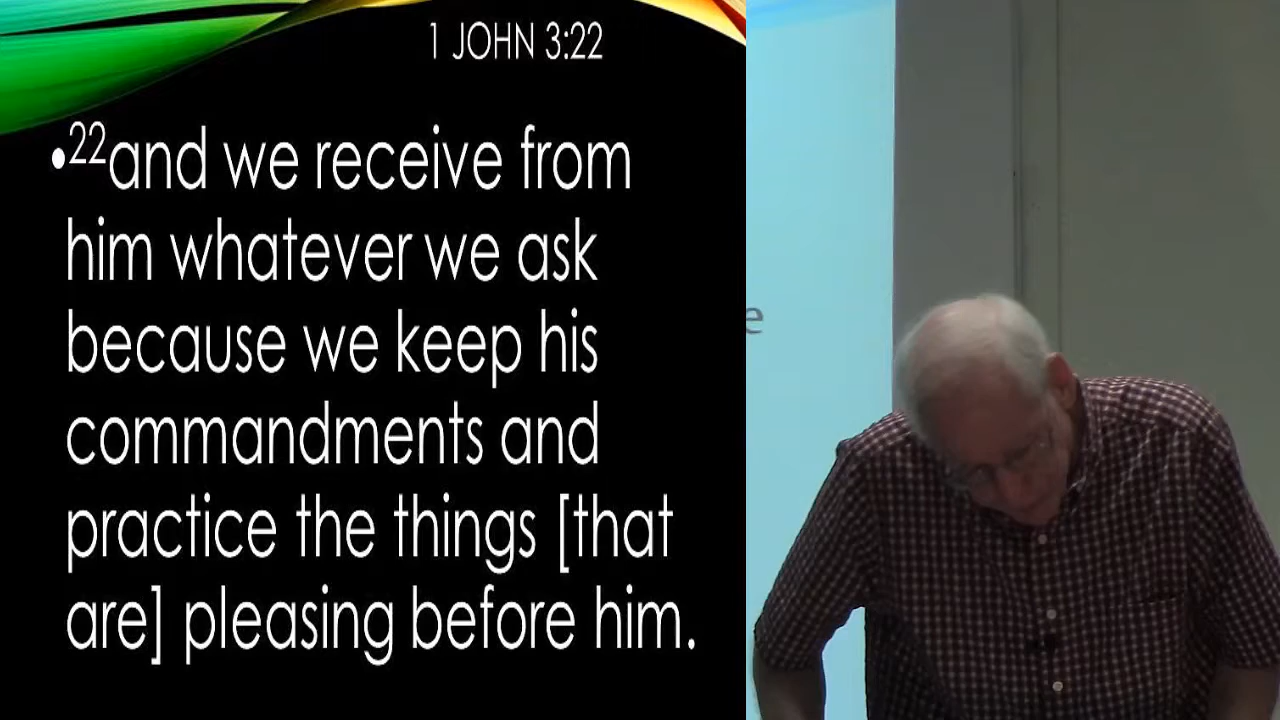 1 JOHN 3:22
•22and we receive from
him whatever we ask
because we keep his
commandments and
practice the things [that
are] pleasing before him.
e